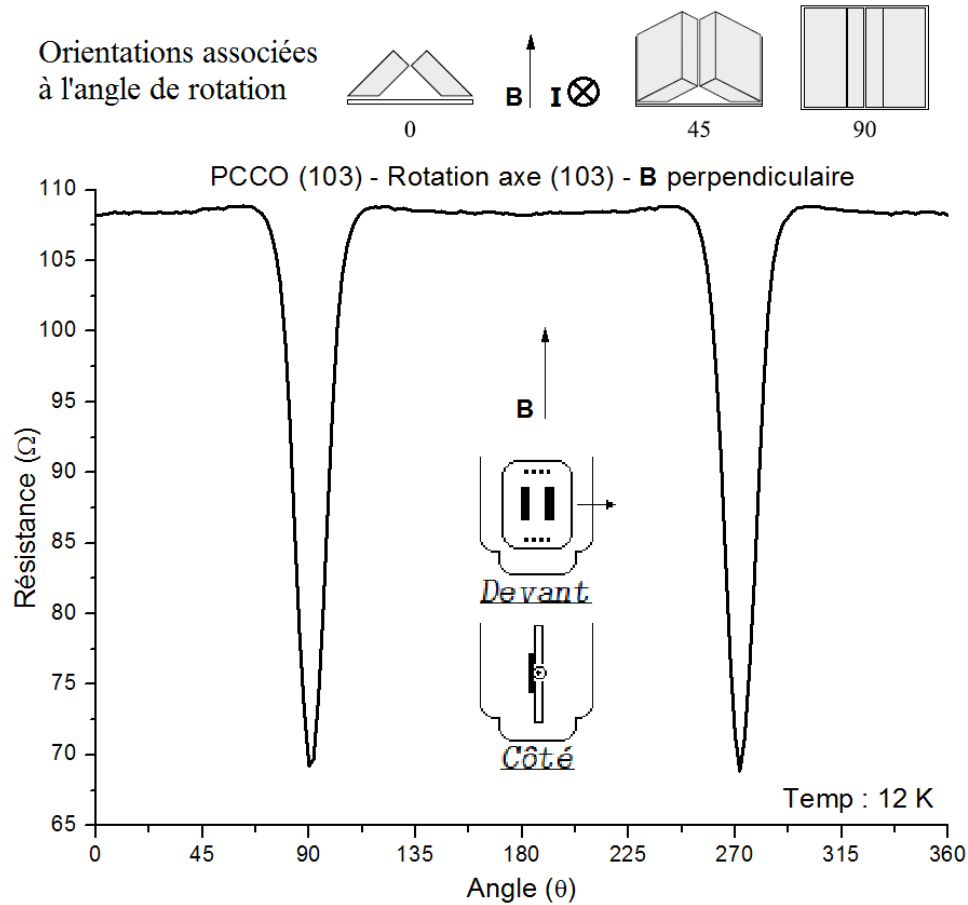 Orientations associées
à l'angle de rotation
B
I
0
45
90
PCCO (103) - Rotation axe (103) - B perpendiculaire
110
105
100
95
90
85
80
75
70
65
Résistance (Ω)
B
Devant
Côté
Temp : 12 K
0 45 90 135 180 225 270 315 360
Angle (θ)